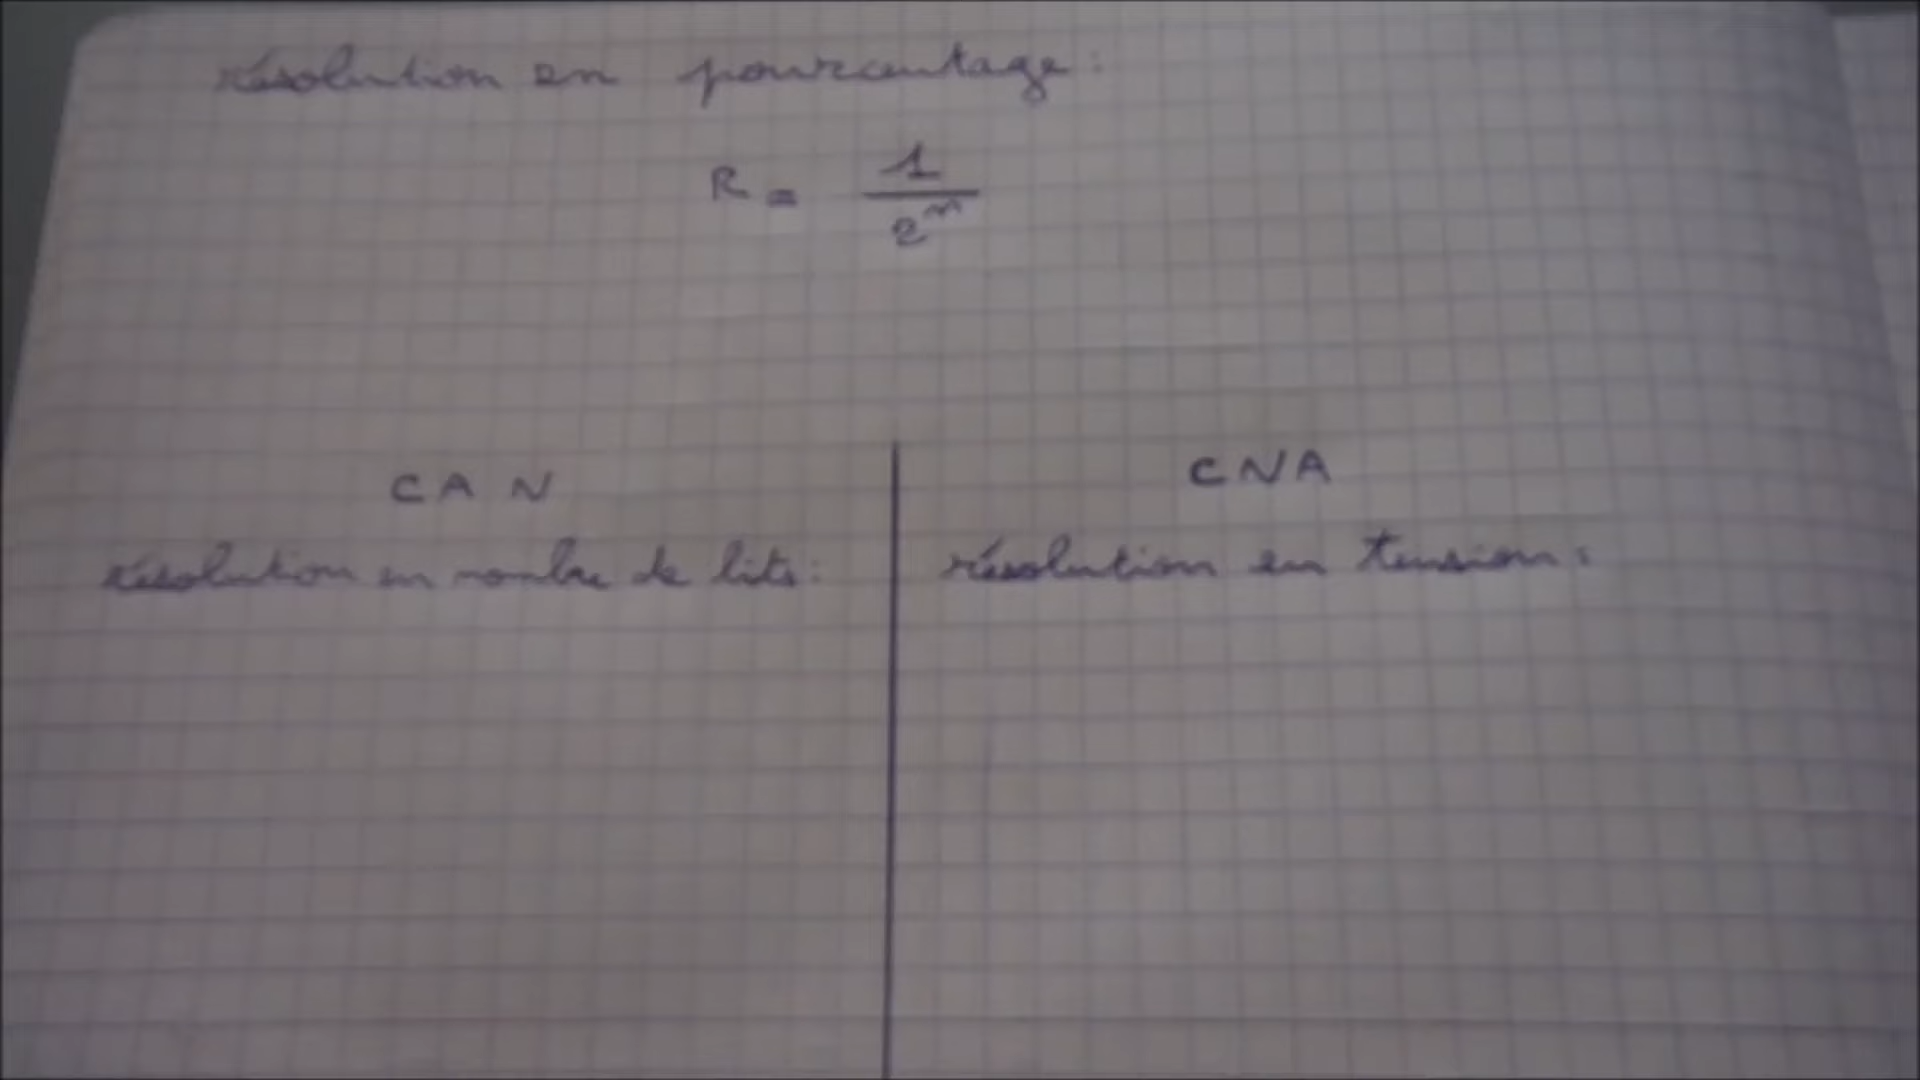 résolution en pourcentage :
R = 1 / 2^n
CAN
résolution en nombre de bits :
CNA
résolution en tension :